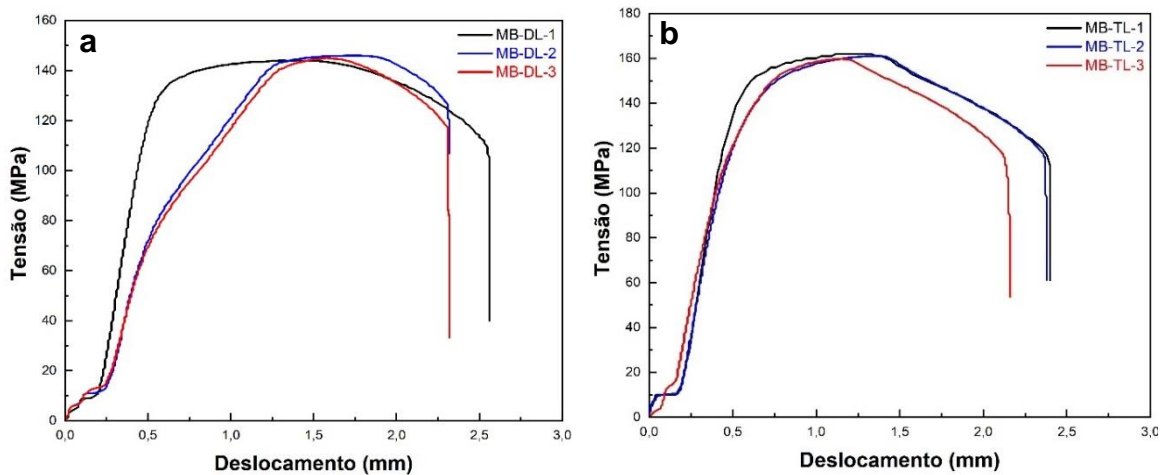 a
MB-DL-1
MB-DL-2
MB-DL-3
160
140
120
100
80
60
40
20
0
Tensão (MPa)
0,0 0,5 1,0 1,5 2,0 2,5 3,0
Deslocamento (mm)
b
MB-TL-1
MB-TL-2
MB-TL-3
180
160
140
120
100
80
60
40
20
0
Tensão (MPa)
0,0 0,5 1,0 1,5 2,0 2,5 3,0
Deslocamento (mm)